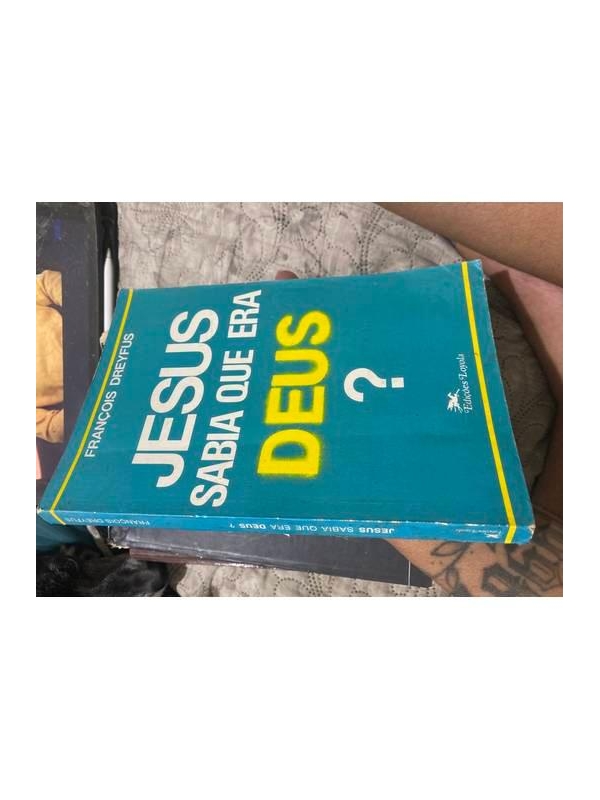 FRANÇOIS DREYFUS
JESUS
SABIA QUE ERA
DEUS
?
Edições Loyola
FRANÇOIS DREYFUS
JESUS SABIA QUE ERA DEUS ?